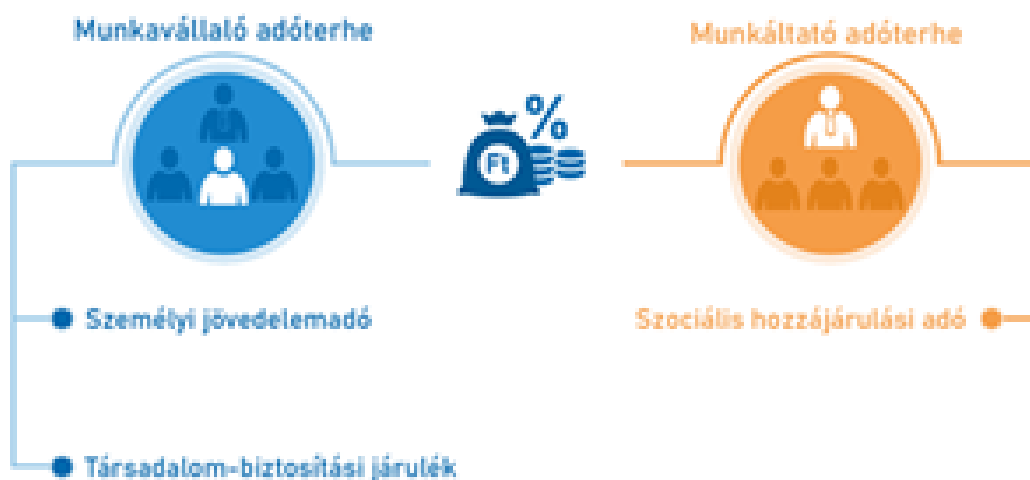 Munkavállaló adóterhe
Munkáltató adóterhe
%
Ft
Személyi jövedelemadó
Szociális hozzájárulási adó
Társadalom-biztosítási járulék